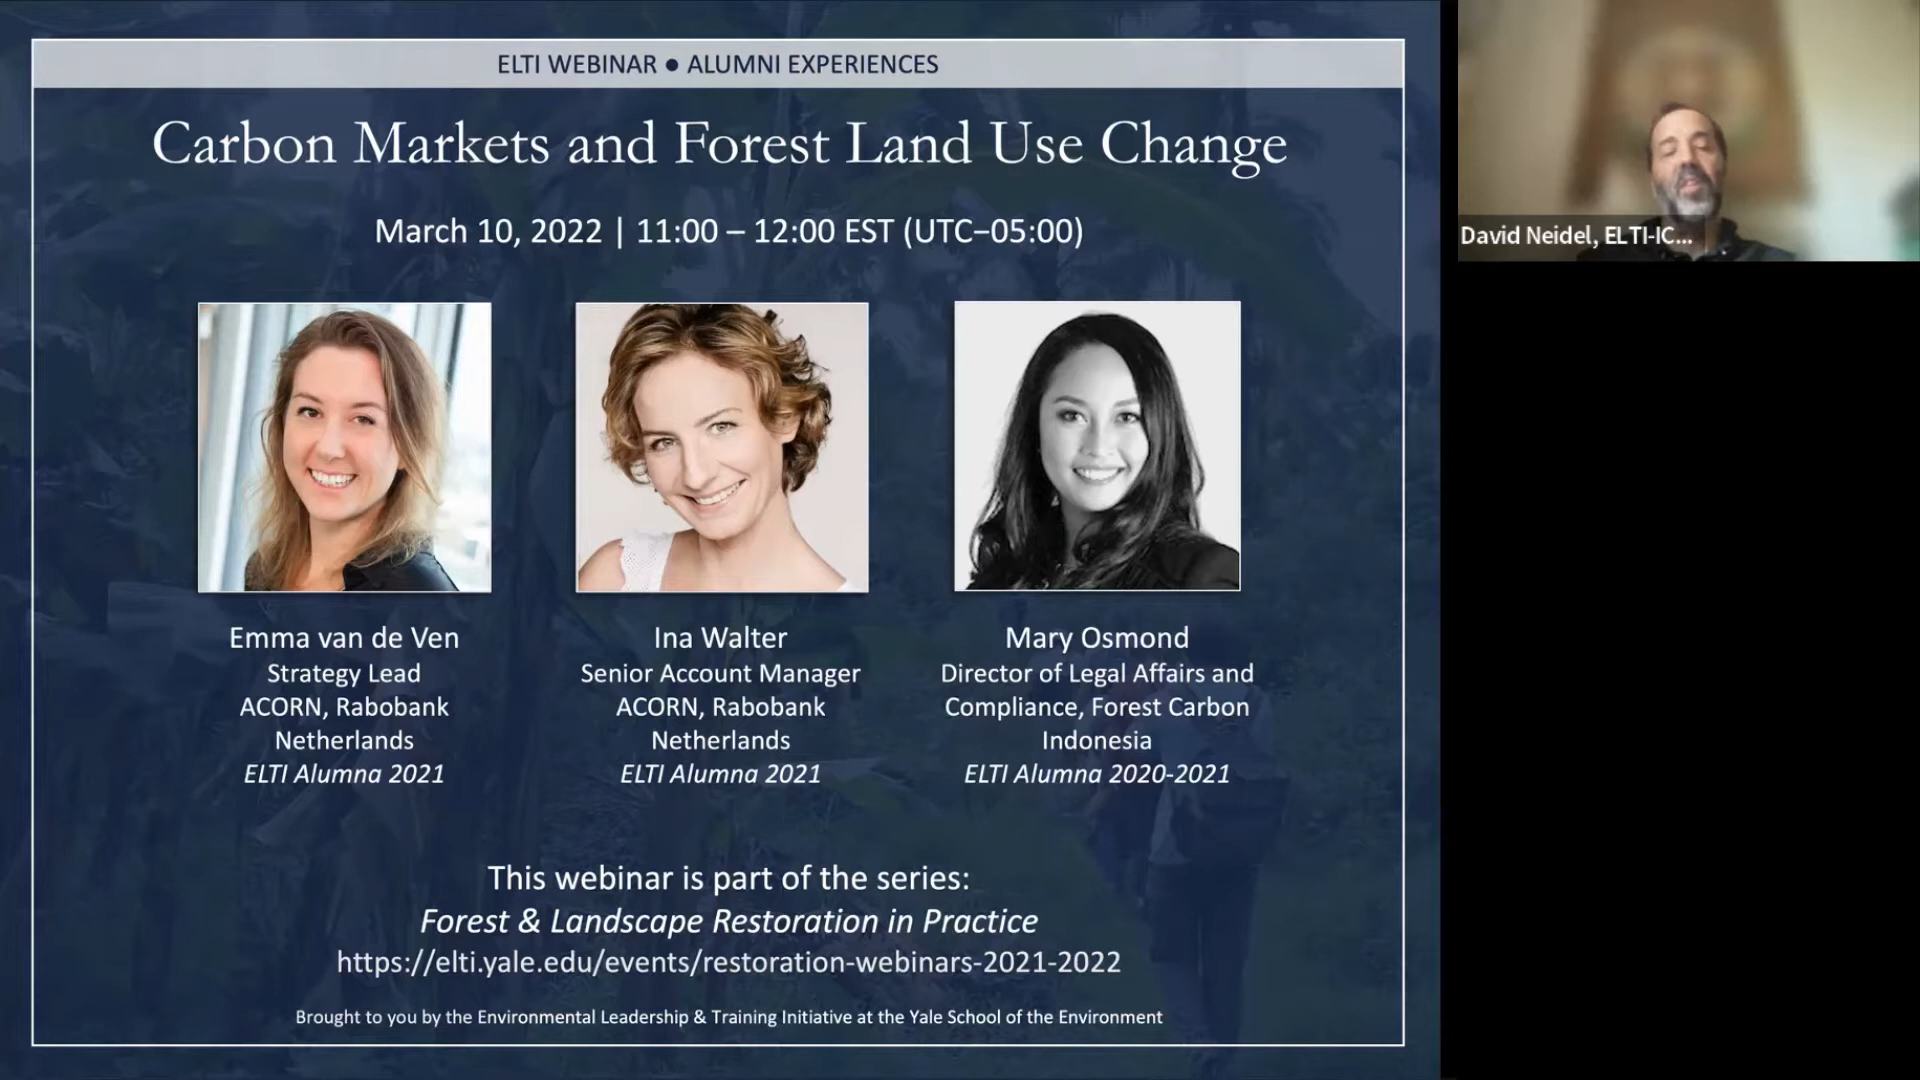 ELTI WEBINAR ● ALUMNI EXPERIENCES
Carbon Markets and Forest Land Use Change
March 10, 2022 | 11:00 – 12:00 EST (UTC−05:00)
Emma van de Ven
Strategy Lead
ACORN, Rabobank
Netherlands
ELTI Alumna 2021
Ina Walter
Senior Account Manager
ACORN, Rabobank
Netherlands
ELTI Alumna 2021
Mary Osmond
Director of Legal Affairs and
Compliance, Forest Carbon
Indonesia
ELTI Alumna 2020-2021
This webinar is part of the series:
Forest & Landscape Restoration in Practice
https://elti.yale.edu/events/restoration-webinars-2021-2022
Brought to you by the Environmental Leadership & Training Initiative at the Yale School of the Environment
David Neidel, ELTI-IC...